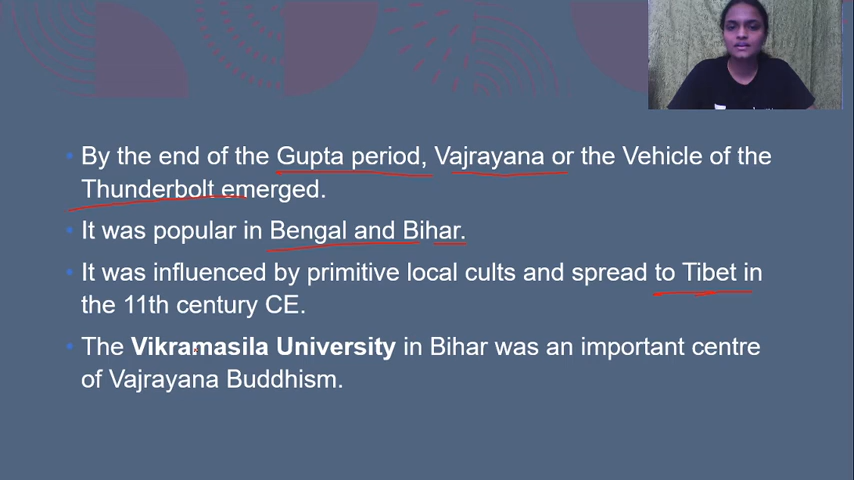 By the end of the Gupta period, Vajrayana or the Vehicle of the
Thunderbolt emerged.
It was popular in Bengal and Bihar.
It was influenced by primitive local cults and spread to Tibet in
the 11th century CE.
The Vikramasila University in Bihar was an important centre
of Vajrayana Buddhism.